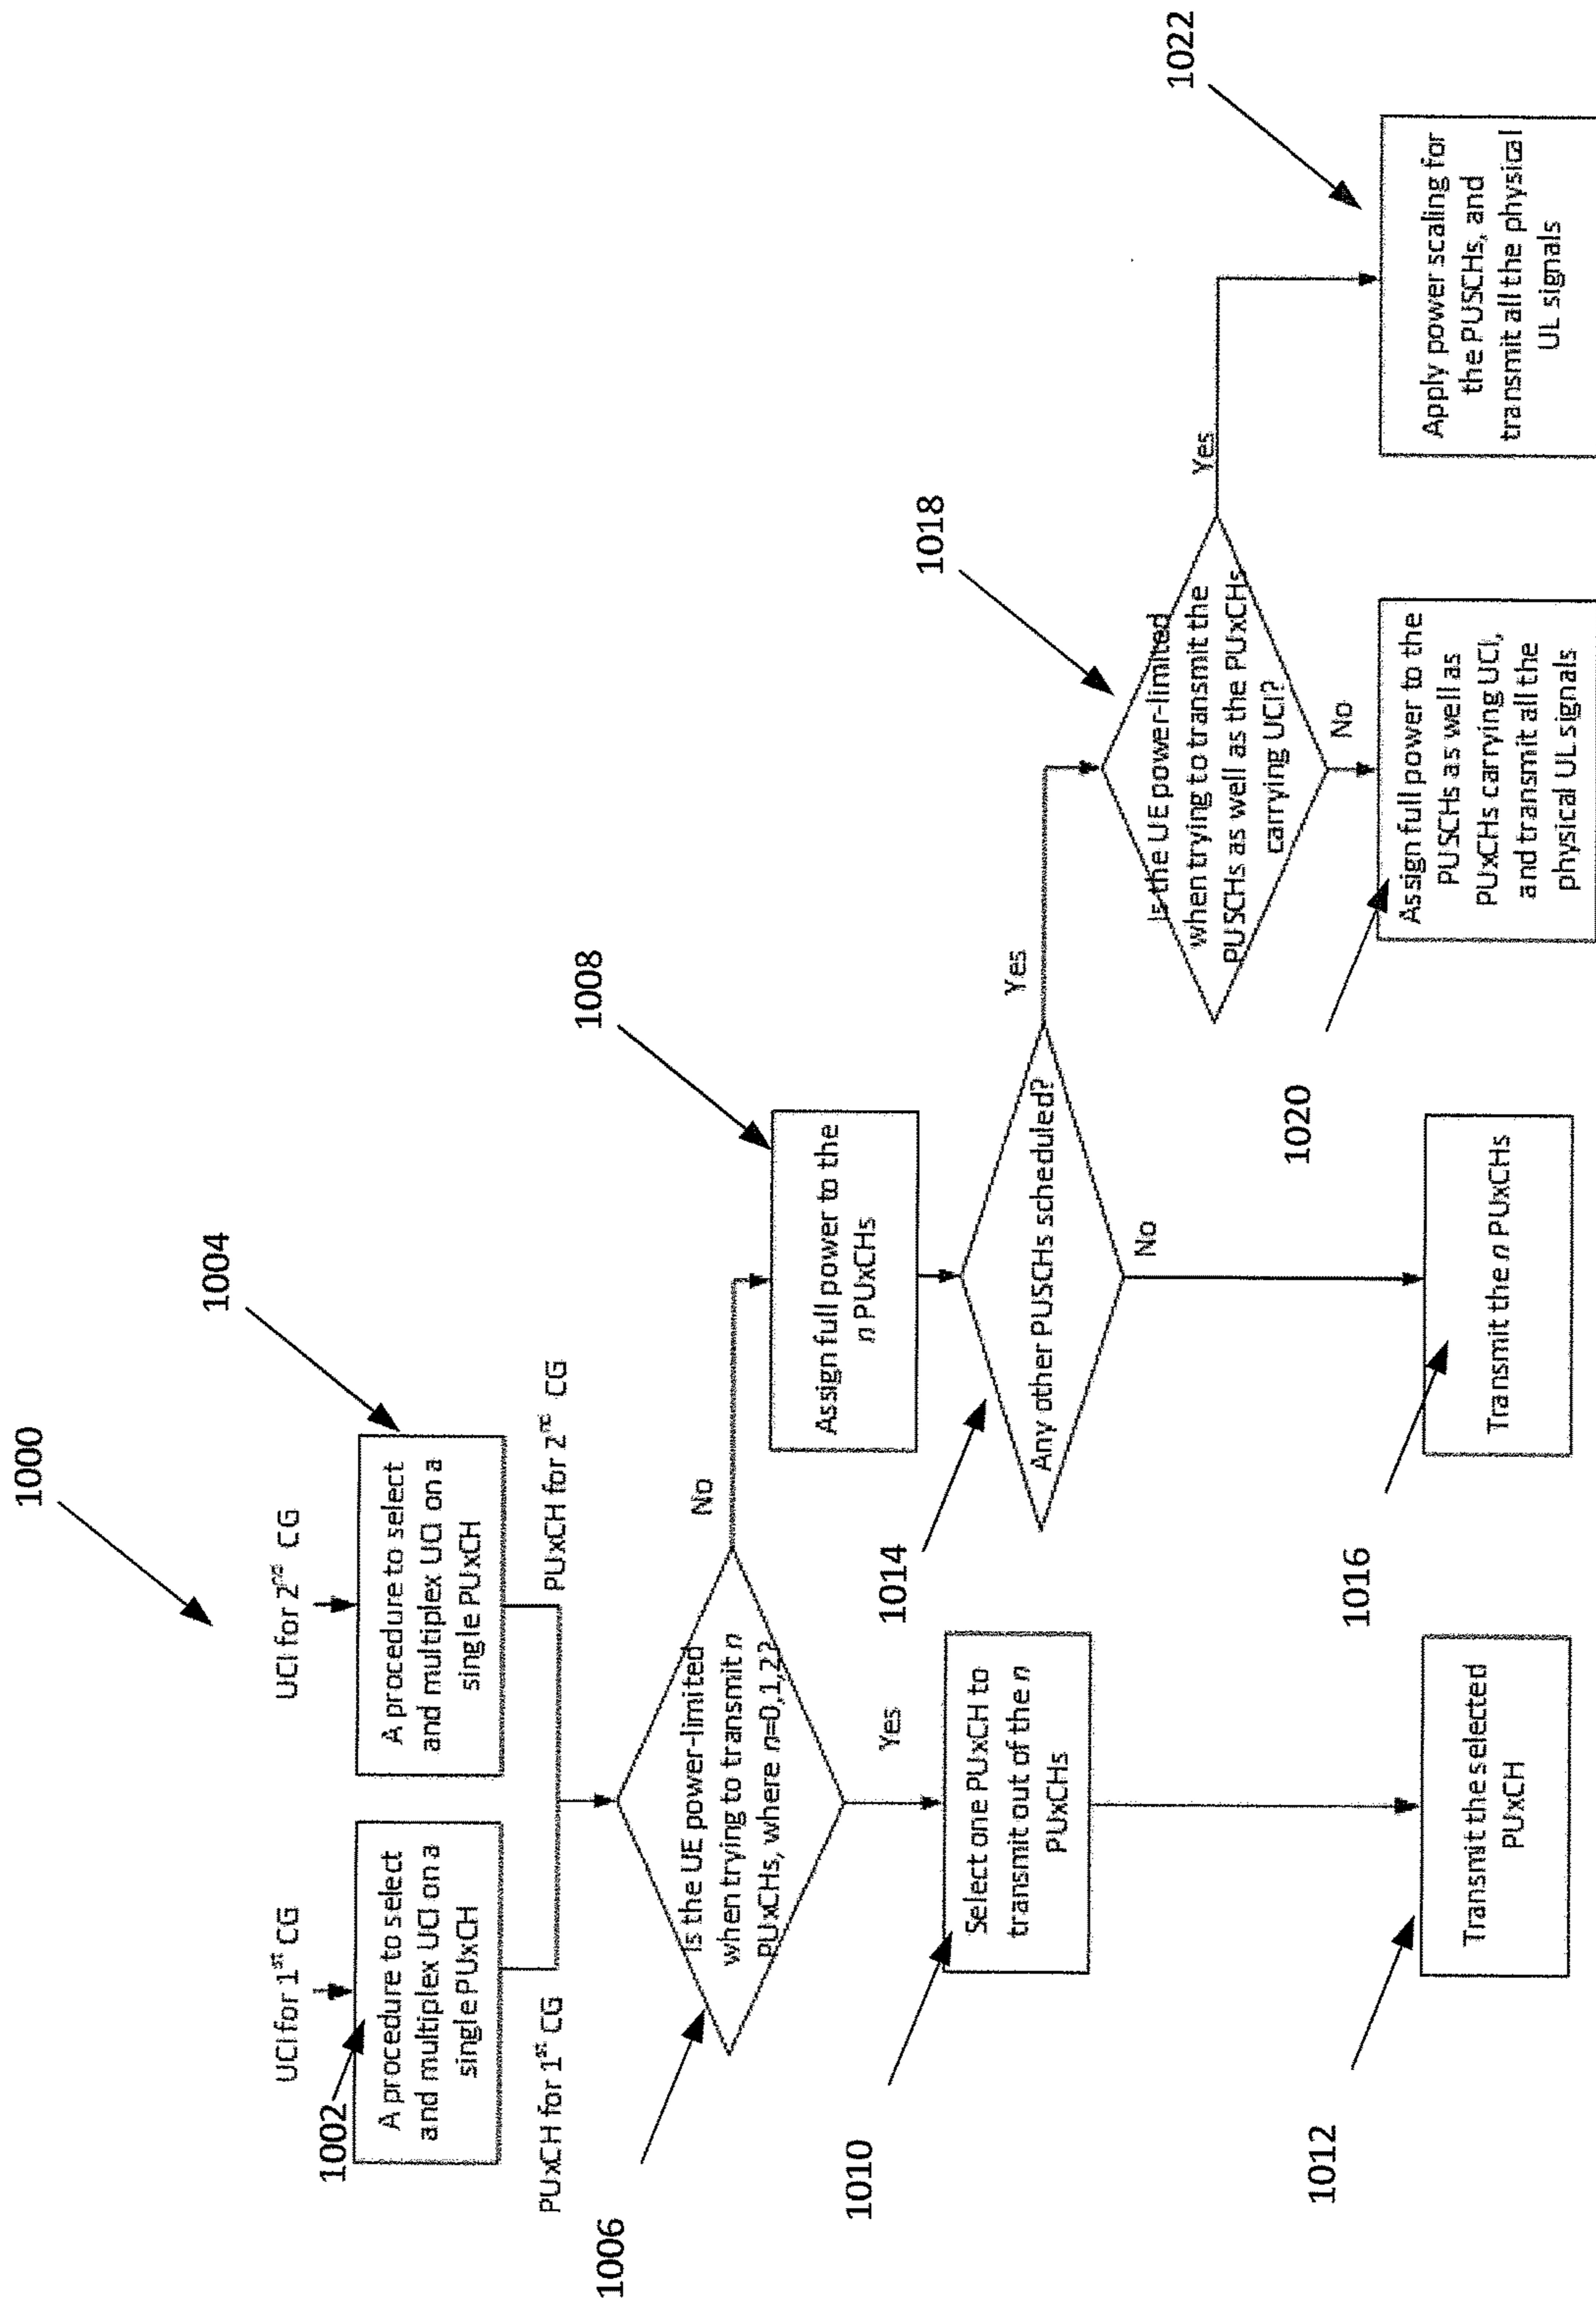 1000
UCI for 1st CG
UCI for 2nd CG
1002
A procedure to select
and multiplex UCI on a
single PUxCH
1004
A procedure to select
and multiplex UCI on a
single PUxCH
PUxCH for 1st CG
PUxCH for 2nd CG
1006
Is the UE power-limited
when trying to transmit n
PUxCHs, where n=0,1,2?
No
Yes
1008
Assign full power to the
n PUxCHs
1010
Select one PUxCH to
transmit out of the n
PUxCHs
1014
Any other PUSCHs scheduled?
Yes
No
1018
Is the UE power-limited
when trying to transmit the
PUSCHs as well as the PUxCHs
carrying UCI?
Yes
No
1012
Transmit the selected
PUxCH
1016
Transmit the n PUxCHs
1020
Assign full power to the
PUSCHs as well as
PUxCHs carrying UCI,
and transmit all the
physical UL signals
1022
Apply power scaling for
the PUSCHs, and
transmit all the physical
UL signals